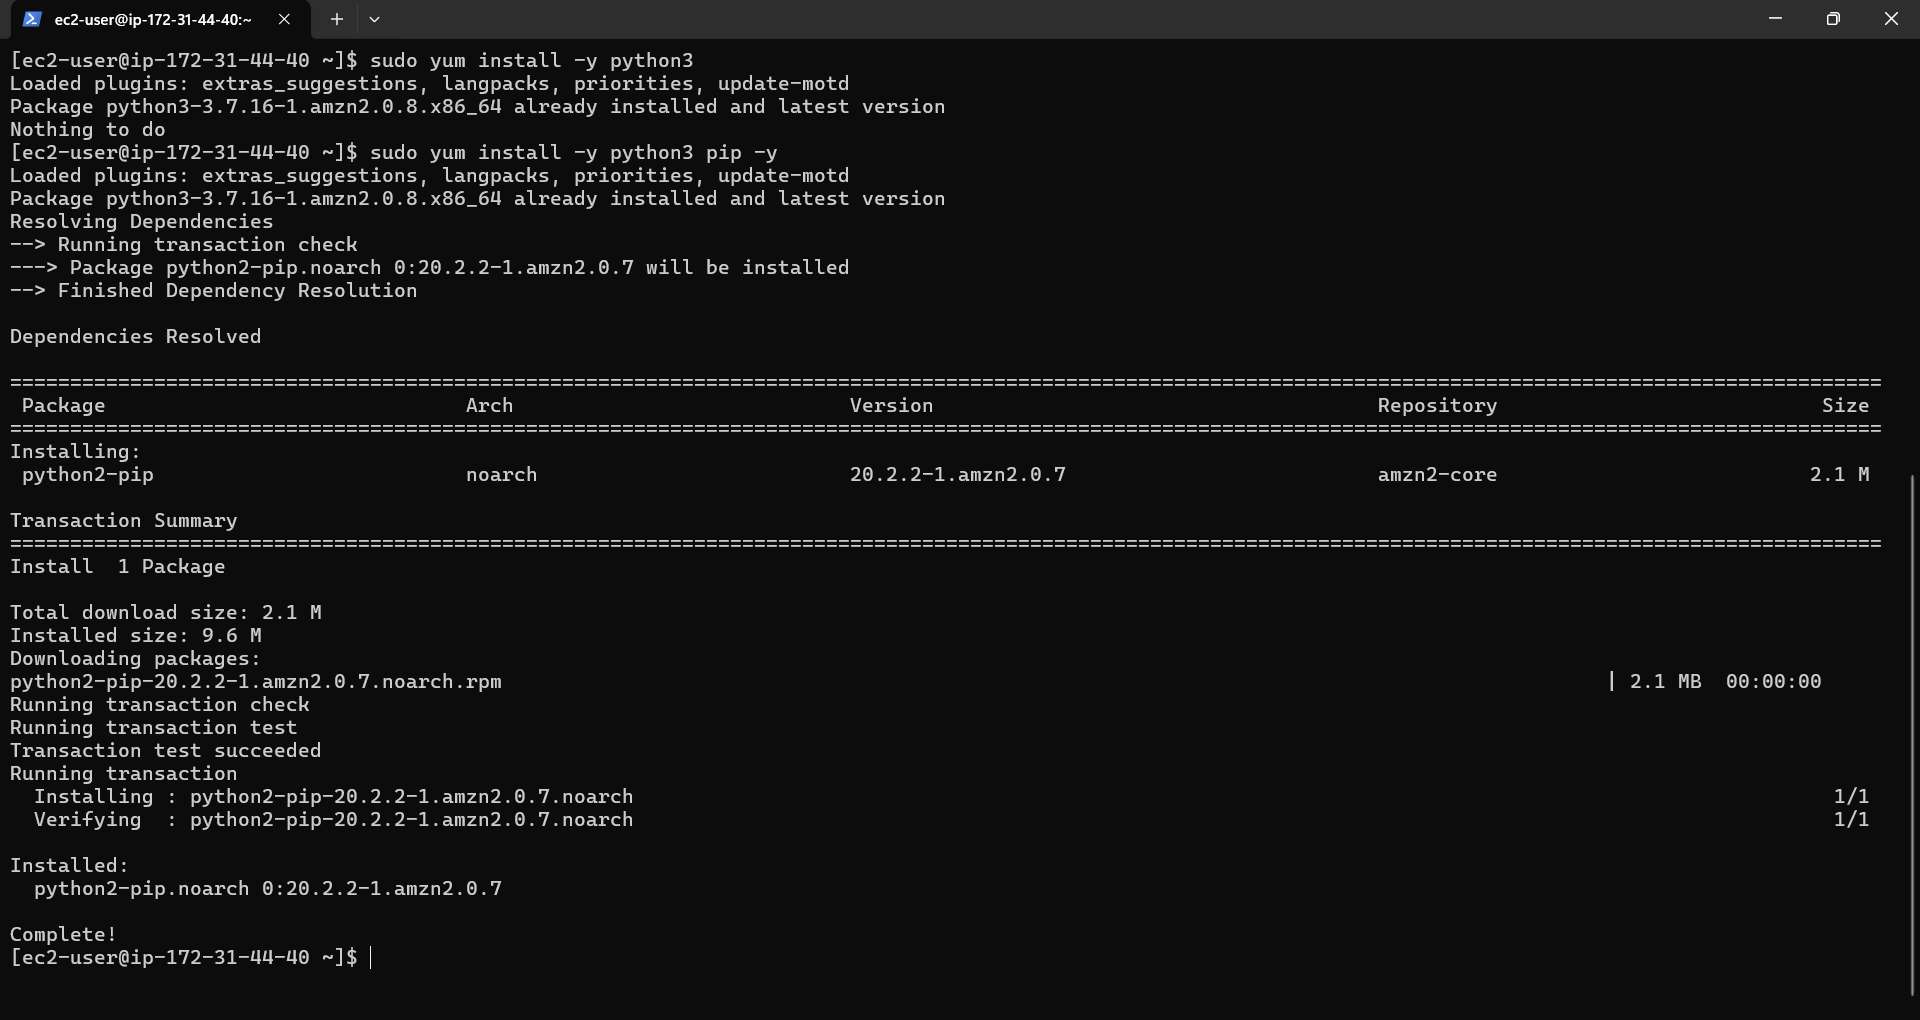 ec2-user@ip-172-31-44-40:~
[ec2-user@ip-172-31-44-40 ~]$ sudo yum install -y python3
Loaded plugins: extras_suggestions, langpacks, priorities, update-motd
Package python3-3.7.16-1.amzn2.0.8.x86_64 already installed and latest version
Nothing to do
[ec2-user@ip-172-31-44-40 ~]$ sudo yum install -y python3 pip -y
Loaded plugins: extras_suggestions, langpacks, priorities, update-motd
Package python3-3.7.16-1.amzn2.0.8.x86_64 already installed and latest version
Resolving Dependencies
--> Running transaction check
---> Package python2-pip.noarch 0:20.2.2-1.amzn2.0.7 will be installed
--> Finished Dependency Resolution
Dependencies Resolved
================================================================================
Package Arch Version Repository Size
================================================================================
Installing:
python2-pip noarch 20.2.2-1.amzn2.0.7 amzn2-core 2.1 M
Transaction Summary
================================================================================
Install  1 Package
Total download size: 2.1 M
Installed size: 9.6 M
Downloading packages:
python2-pip-20.2.2-1.amzn2.0.7.noarch.rpm | 2.1 MB  00:00:00
Running transaction check
Running transaction test
Transaction test succeeded
Running transaction
  Installing : python2-pip-20.2.2-1.amzn2.0.7.noarch 1/1
  Verifying  : python2-pip-20.2.2-1.amzn2.0.7.noarch 1/1
Installed:
  python2-pip.noarch 0:20.2.2-1.amzn2.0.7
Complete!
[ec2-user@ip-172-31-44-40 ~]$